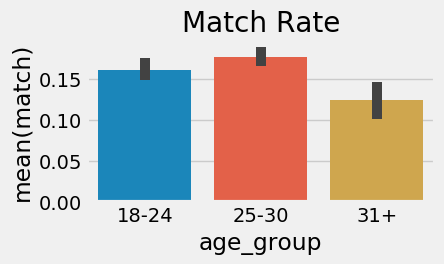 Match Rate
mean(match)
0.15
0.10
0.05
0.00
18-24 25-30 31+
age_group